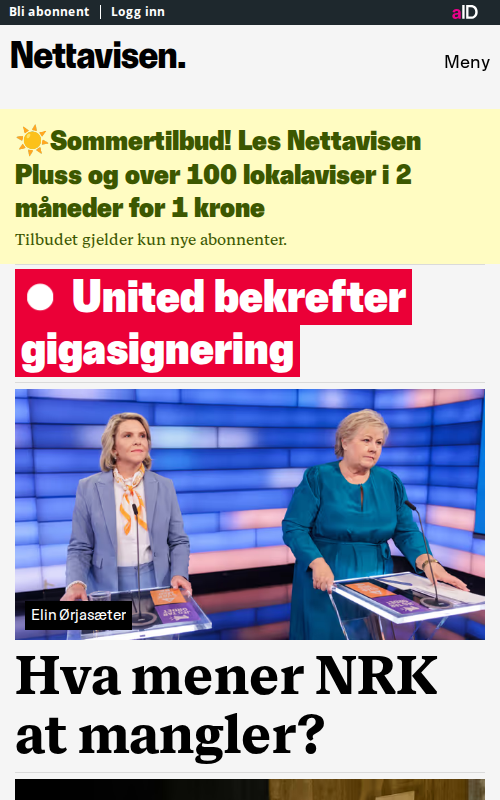 Bli abonnent
Logg inn
aID
Nettavisen.
Meny
Sommertilbud! Les Nettavisen
Pluss og over 100 lokalaviser i 2
måneder for 1 krone
Tilbudet gjelder kun nye abonnenter.
United bekrefter
gigasignering
Elin Ørjasæter
Hva mener NRK
at mangler?